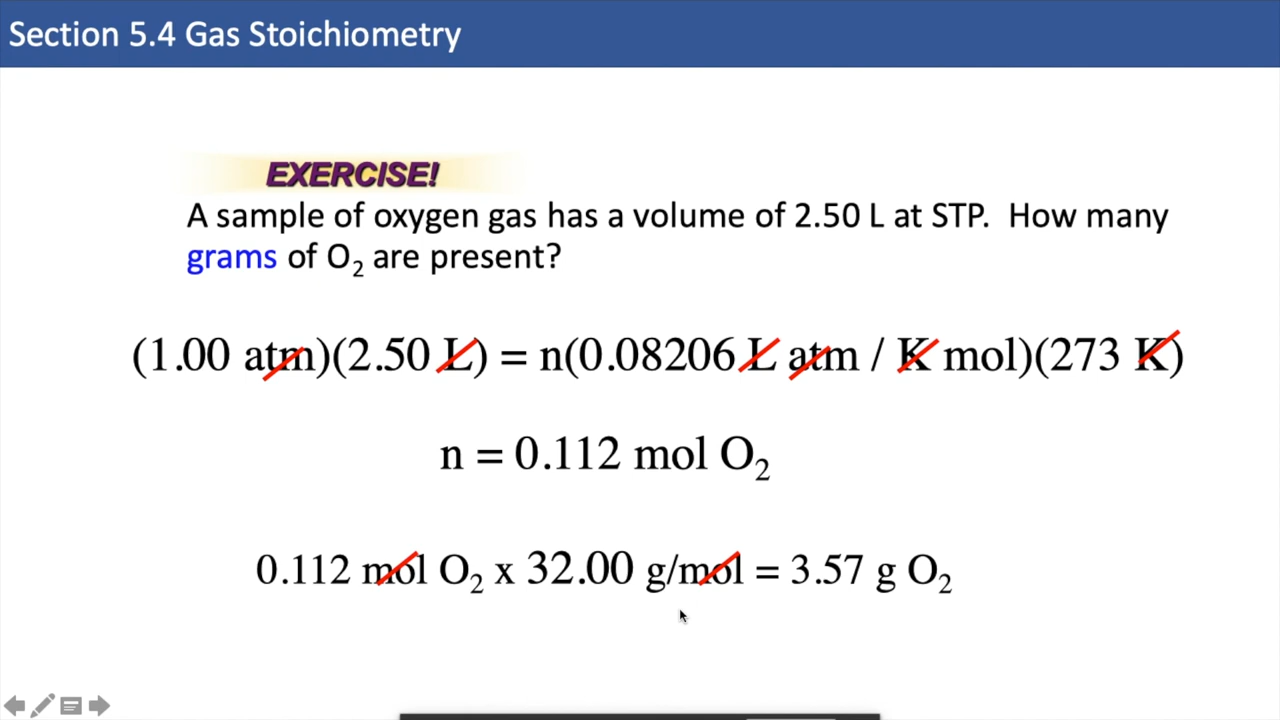 Section 5.4 Gas Stoichiometry
EXERCISE!
A sample of oxygen gas has a volume of 2.50 L at STP. How many
grams of O₂ are present?
(1.00 atm)(2.50 L) = n(0.08206 L atm / K mol)(273 K)
n = 0.112 mol O₂
0.112 mol O₂ x 32.00 g/mol = 3.57 g O₂